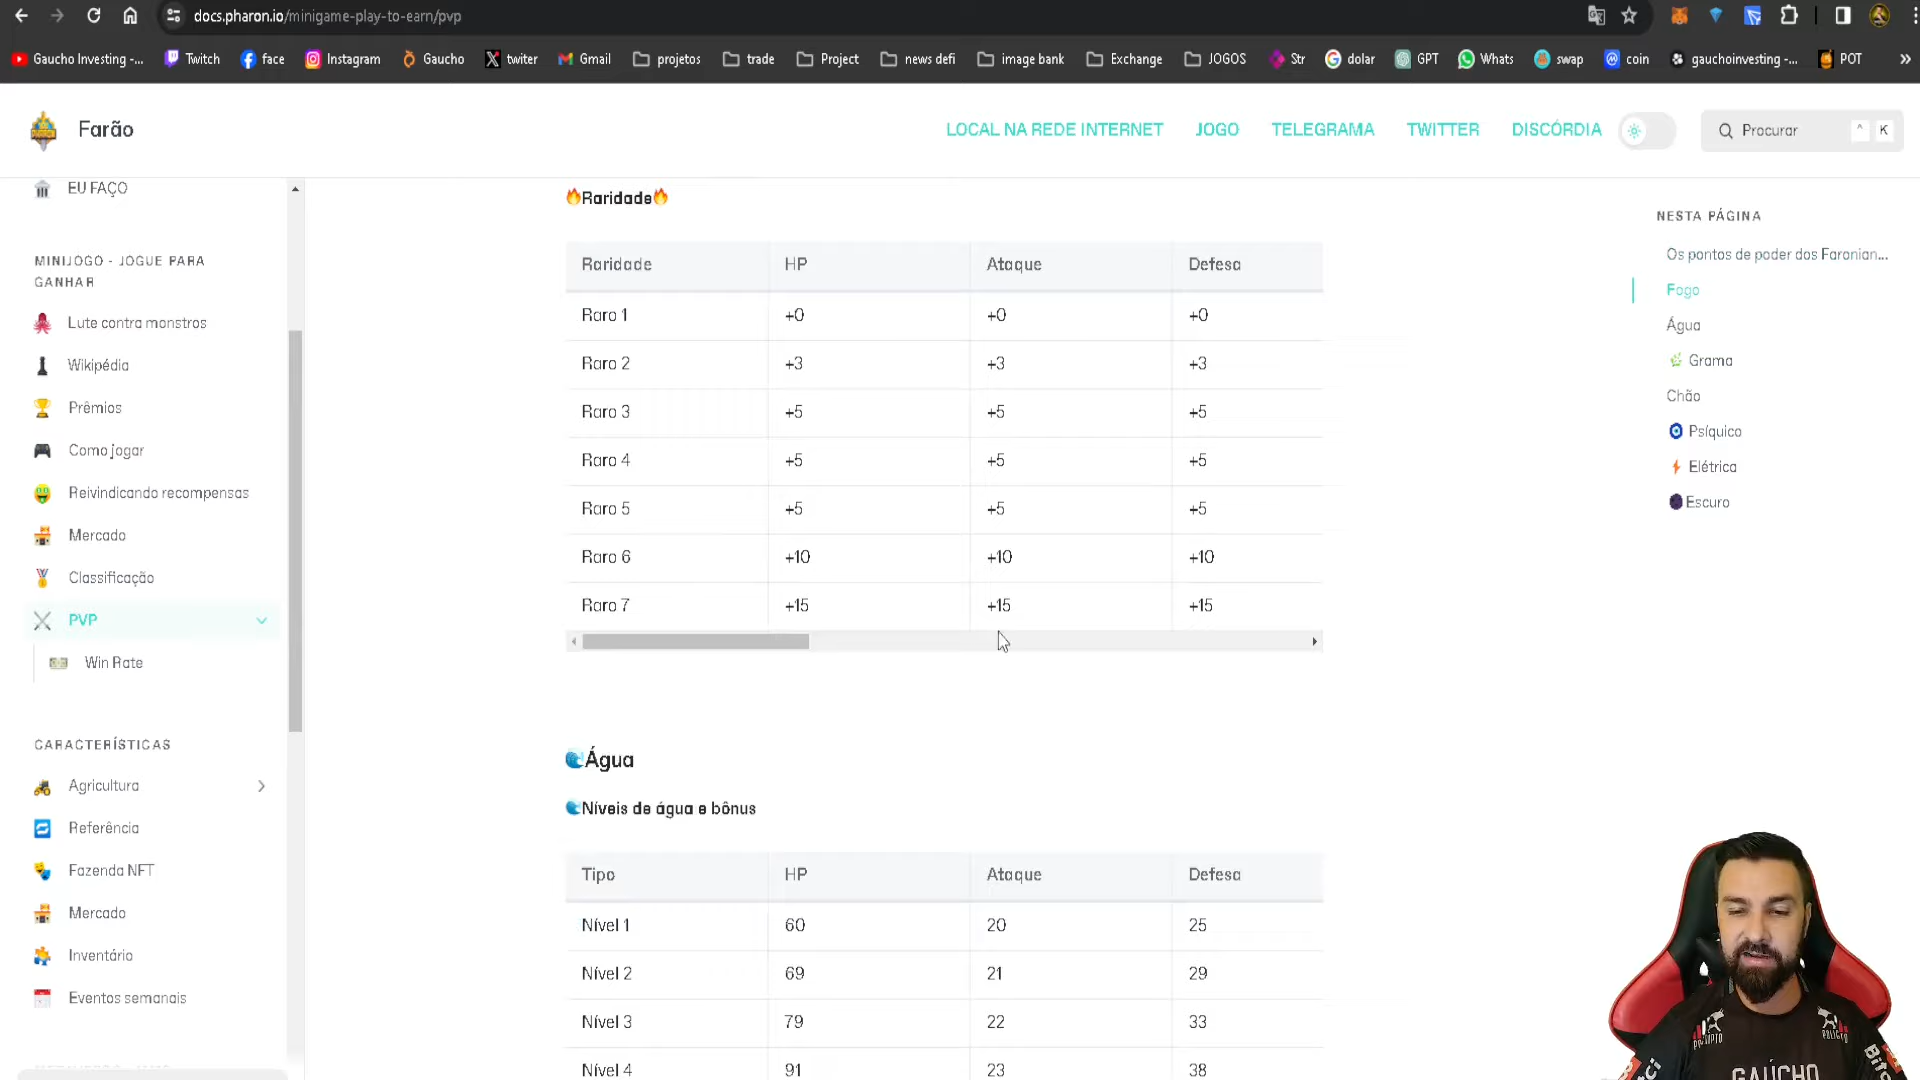 docs.pharon.io/minigame-play-to-earn/pvp
Gaucho Investing -... Twitch face Instagram Gaucho twiter Gmail projetos trade Project news defi image bank Exchange JOGOS Str dolar GPT Whats swap coin gauchoinvesting -... POT »
Farão
LOCAL NA REDE INTERNET JOGO TELEGRAMA TWITTER DISCÓRDIA Procurar ^ K
EU FAÇO
MINIJOGO - JOGUE PARA
GANHAR
Lute contra monstros
Wikipédia
Prêmios
Como jogar
Reivindicando recompensas
Mercado
Classificação
PVP
Win Rate
CARACTERÍSTICAS
Agricultura
Referência
Fazenda NFT
Mercado
Inventário
Eventos semanais
🔥Raridade🔥
Raridade HP Ataque Defesa
Raro 1 +0 +0 +0
Raro 2 +3 +3 +3
Raro 3 +5 +5 +5
Raro 4 +5 +5 +5
Raro 5 +5 +5 +5
Raro 6 +10 +10 +10
Raro 7 +15 +15 +15
🌊Água
🌊Níveis de água e bônus
Tipo HP Ataque Defesa
Nível 1 60 20 25
Nível 2 69 21 29
Nível 3 79 22 33
Nível 4 91 23 38
NESTA PÁGINA
Os pontos de poder dos Faronian...
Fogo
Água
Grama
Chão
Psíquico
Elétrica
Escuro
GAÚCHO